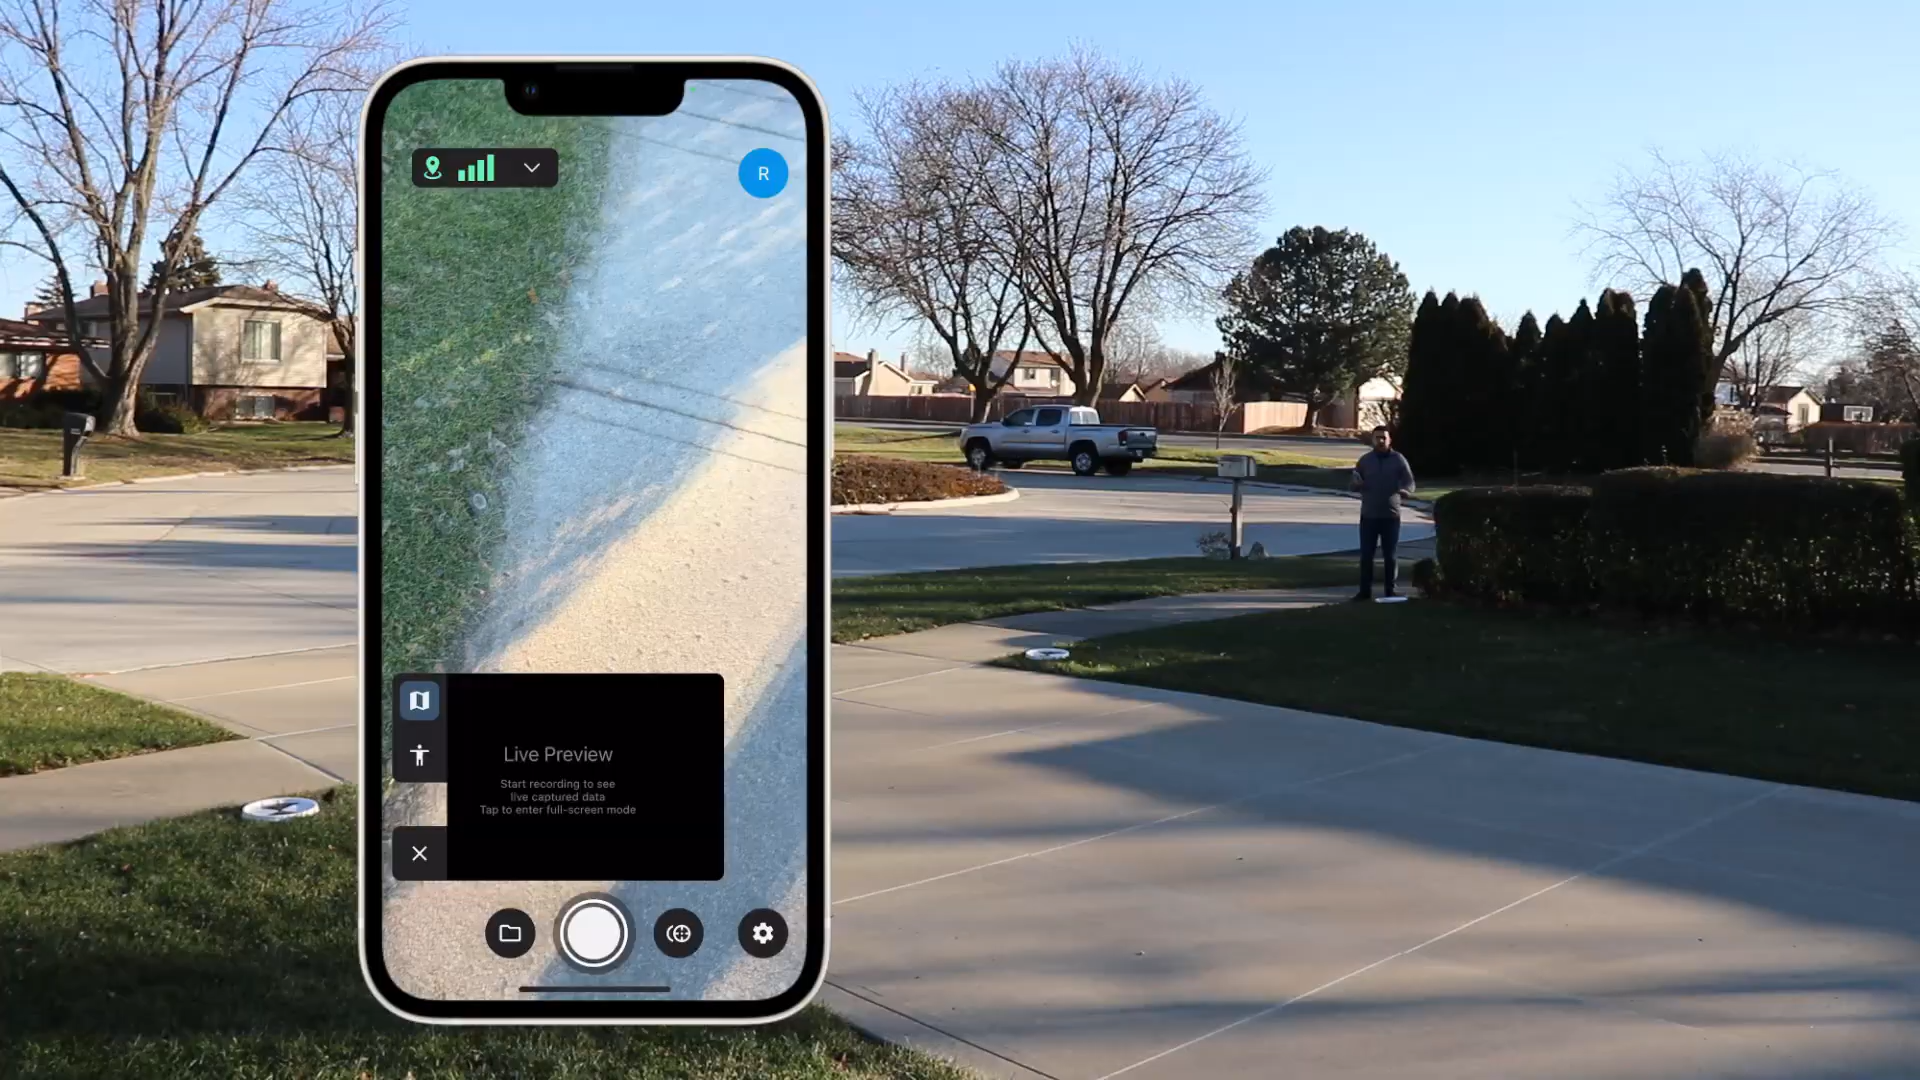 R
Live Preview
Start recording to see
live captured data
Tap to enter full-screen mode